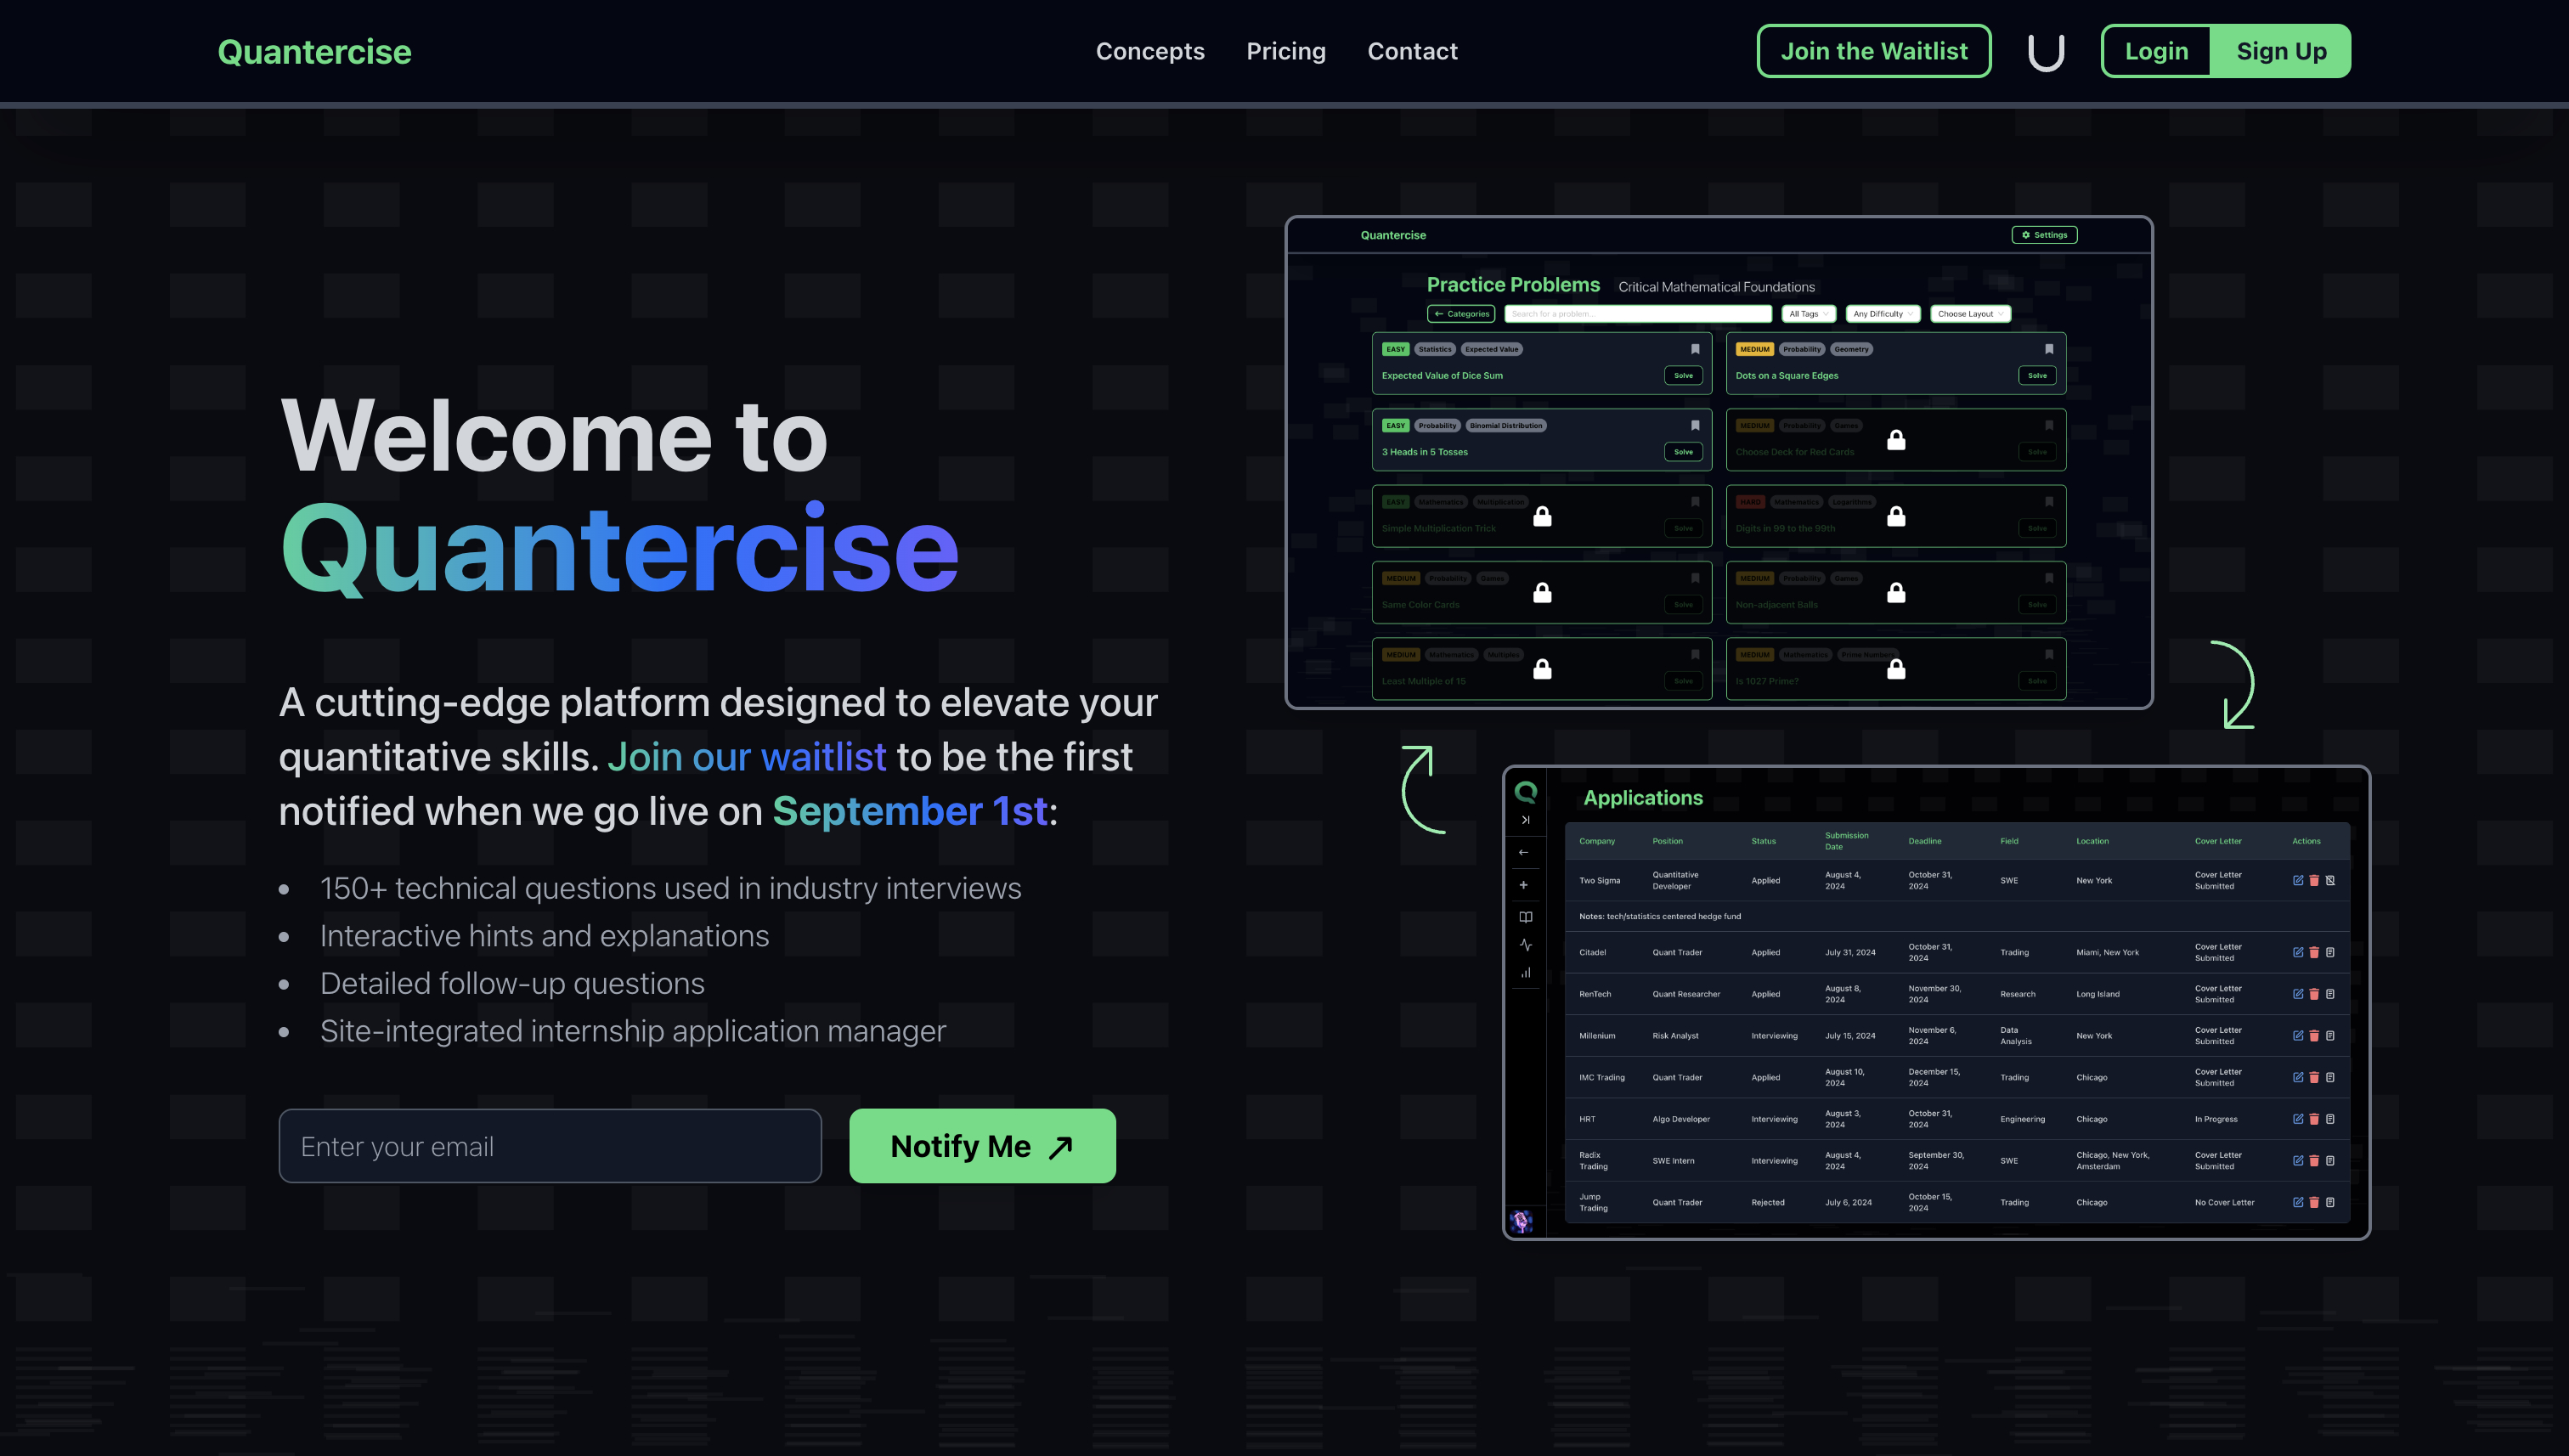 Quantercise
Concepts Pricing Contact
Join the Waitlist
Login Sign Up
Welcome to
Quantercise
A cutting-edge platform designed to elevate your
quantitative skills. Join our waitlist to be the first
notified when we go live on September 1st:
150+ technical questions used in industry interviews
Interactive hints and explanations
Detailed follow-up questions
Site-integrated internship application manager
Enter your email
Notify Me
Quantercise
Settings
Practice Problems Critical Mathematical Foundations
Categories Search for a problem... All Tags Any Difficulty Choose Layout
EASY Statistics Expected Value
Expected Value of Dice Sum Solve
MEDIUM Probability Geometry
Dots on a Square Edges Solve
EASY Probability Binomial Distribution
3 Heads in 5 Tosses Solve
MEDIUM Probability Games
Choose Deck for Red Cards Solve
EASY Mathematics Multiplication
Simple Multiplication Trick Solve
HARD Mathematics Logarithms
Digits in 99 to the 99th Solve
MEDIUM Probability Games
Same Color Cards Solve
MEDIUM Probability Games
Non-adjacent Balls Solve
MEDIUM Mathematics Multiples
Least Multiple of 15 Solve
MEDIUM Mathematics Prime Numbers
Is 1027 Prime? Solve
Applications
Company Position Status Submission Date Deadline Field Location Cover Letter Actions
Two Sigma Quantitative Developer Applied August 4, 2024 October 31, 2024 SWE New York Cover Letter Submitted
Notes: tech/statistics centered hedge fund
Citadel Quant Trader Applied July 31, 2024 October 31, 2024 Trading Miami, New York Cover Letter Submitted
RenTech Quant Researcher Applied August 8, 2024 November 30, 2024 Research Long Island Cover Letter Submitted
Millenium Risk Analyst Interviewing July 15, 2024 November 6, 2024 Data Analysis New York Cover Letter Submitted
IMC Trading Quant Trader Applied August 10, 2024 December 15, 2024 Trading Chicago Cover Letter Submitted
HRT Algo Developer Interviewing August 3, 2024 October 31, 2024 Engineering Chicago In Progress
Radix Trading SWE Intern Interviewing August 4, 2024 September 30, 2024 SWE Chicago, New York, Amsterdam Cover Letter Submitted
Jump Trading Quant Trader Rejected July 6, 2024 October 15, 2024 Trading Chicago No Cover Letter